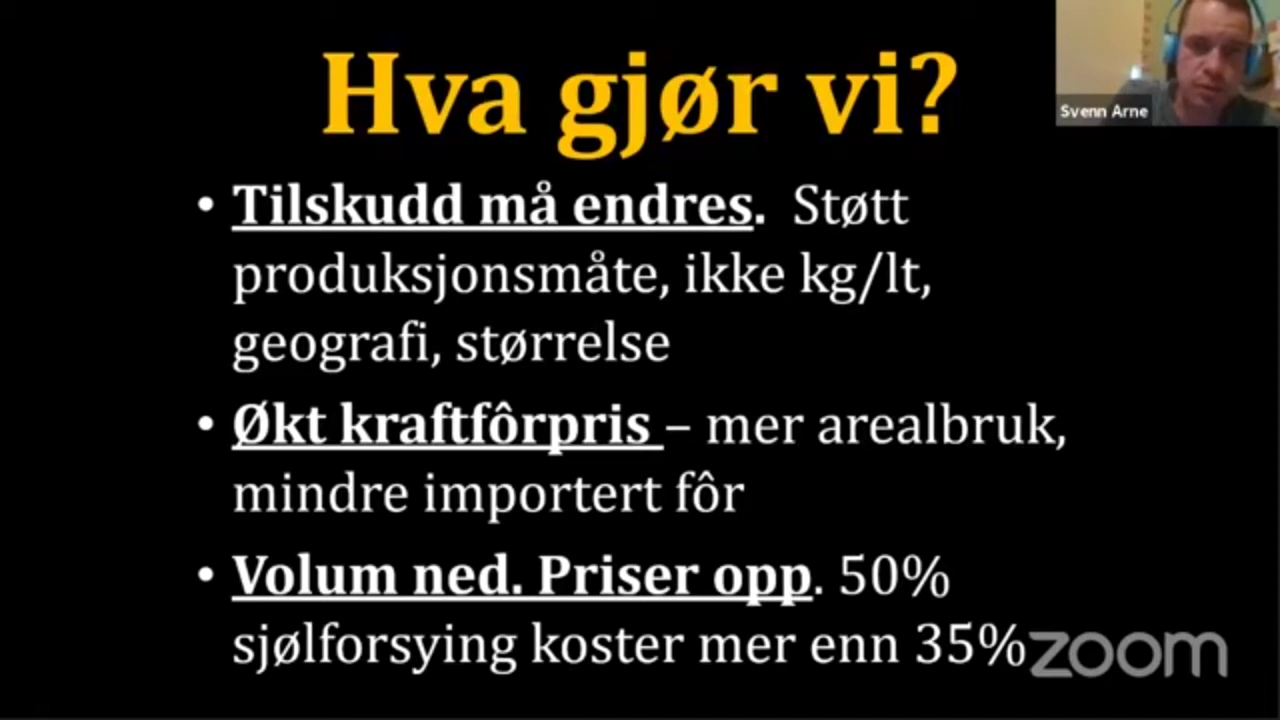 Hva gjør vi?
Svenn Arne
• Tilskudd må endres. Støtt
produksjonsmåte, ikke kg/lt,
geografi, størrelse
• Økt kraftfôrpris – mer arealbruk,
mindre importert fôr
• Volum ned. Priser opp. 50%
sjølforsying koster mer enn 35%
zoom